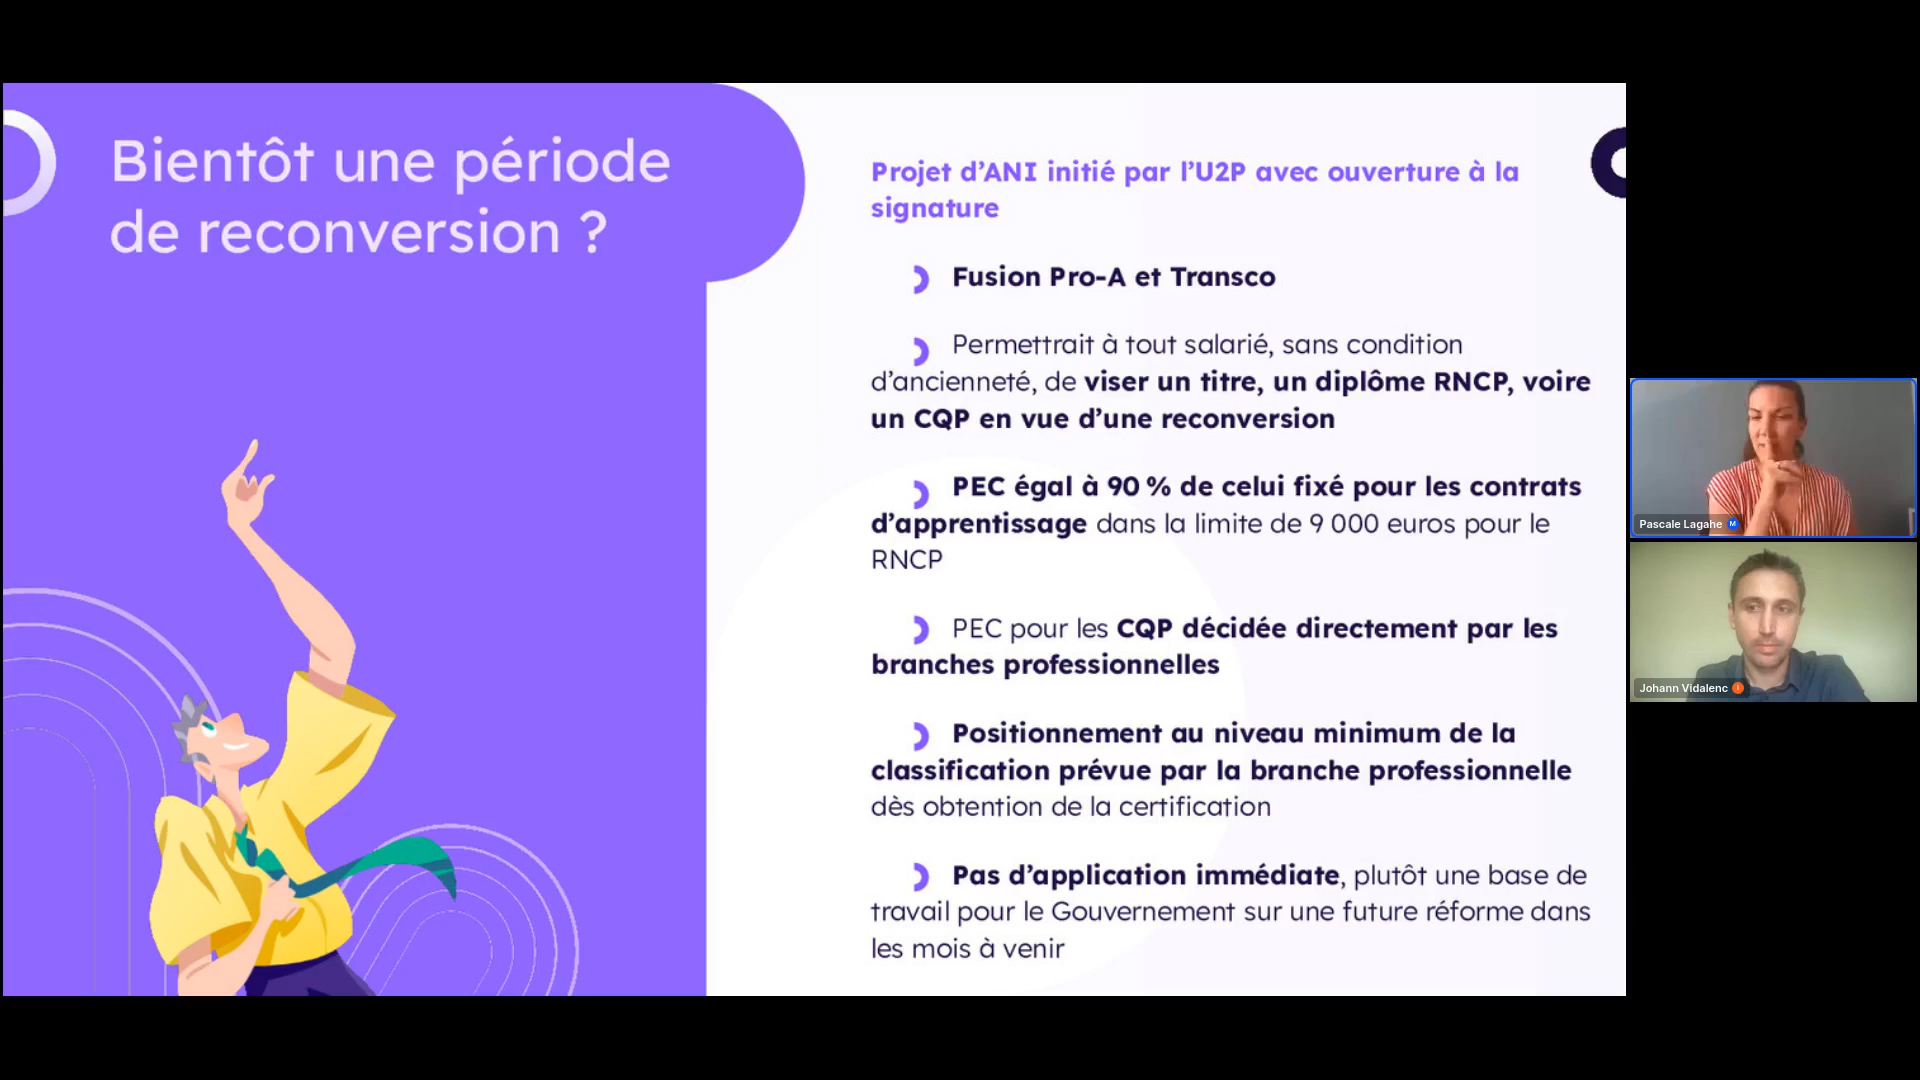 Bientôt une période
de reconversion ?
Projet d’ANI initié par l’U2P avec ouverture à la
signature
Fusion Pro-A et Transco
Permettrait à tout salarié, sans condition
d’ancienneté, de viser un titre, un diplôme RNCP, voire
un CQP en vue d’une reconversion
PEC égal à 90 % de celui fixé pour les contrats
d’apprentissage dans la limite de 9 000 euros pour le
RNCP
PEC pour les CQP décidée directement par les
branches professionnelles
Positionnement au niveau minimum de la
classification prévue par la branche professionnelle
dès obtention de la certification
Pas d’application immédiate, plutôt une base de
travail pour le Gouvernement sur une future réforme dans
les mois à venir
Pascale Lagahe M
Johann Vidalenc